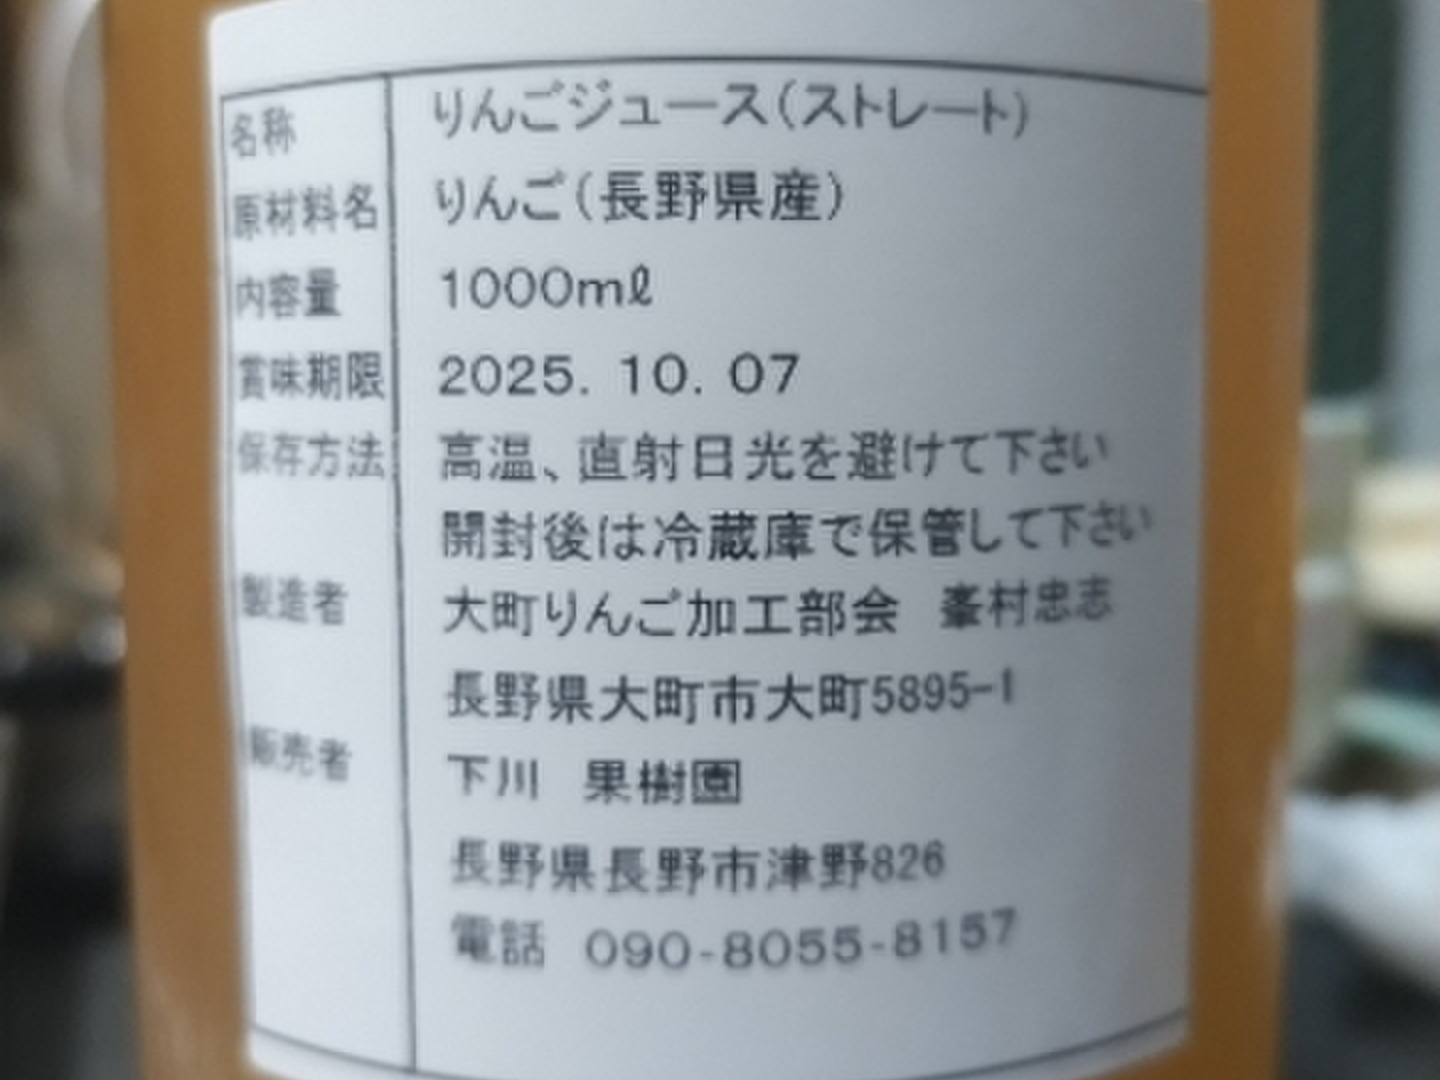 名称 りんごジュース(ストレート)
原材料名 りんご(長野県産)
内容量 1000mℓ
賞味期限 2025. 10. 07
保存方法 高温、直射日光を避けて下さい
開封後は冷蔵庫で保管して下さい
製造者 大町りんご加工部会 峯村忠志
長野県大町市大町5895-1
販売者 下川 果樹園
長野県長野市津野826
電話 090-8055-8157